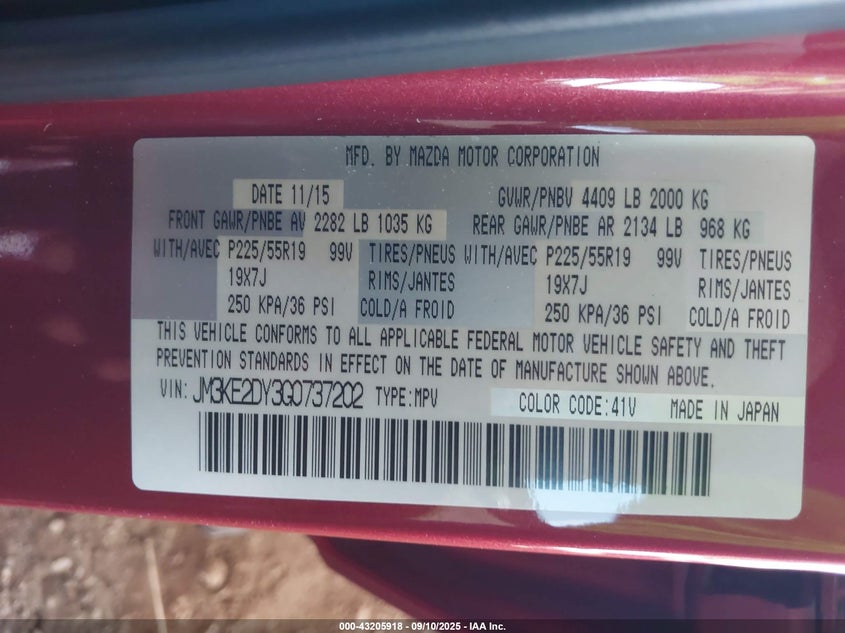 MFD. BY MAZDA MOTOR CORPORATION
DATE 11/15 GVWR/PNBV 4409 LB 2000 KG
FRONT GAWR/PNBE AV 2282 LB 1035 KG REAR GAWR/PNBE AR 2134 LB 968 KG
WITH/AVEC P225/55R19 99V TIRES/PNEUS WITH/AVEC P225/55R19 99V TIRES/PNEUS
19X7J RIMS/JANTES 19X7J RIMS/JANTES
250 KPA/36 PSI COLD/A FROID 250 KPA/36 PSI COLD/A FROID
THIS VEHICLE CONFORMS TO ALL APPLICABLE FEDERAL MOTOR VEHICLE SAFETY AND THEFT
PREVENTION STANDARDS IN EFFECT ON THE DATE OF MANUFACTURE SHOWN ABOVE.
VIN: JM3KE2DY3G0737202 TYPE:MPV COLOR CODE:41V MADE IN JAPAN
000-43205918 - 09/10/2025 - IAA Inc.